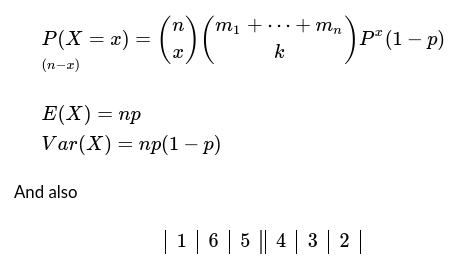 P(X = x) = \binom{n}{x} \binom{m_1 + \cdots + m_n}{k} P^x (1 - p)
(n-x)
E(X) = np
Var(X) = np(1 - p)
And also
| 1 | 6 | 5 || 4 | 3 | 2 |